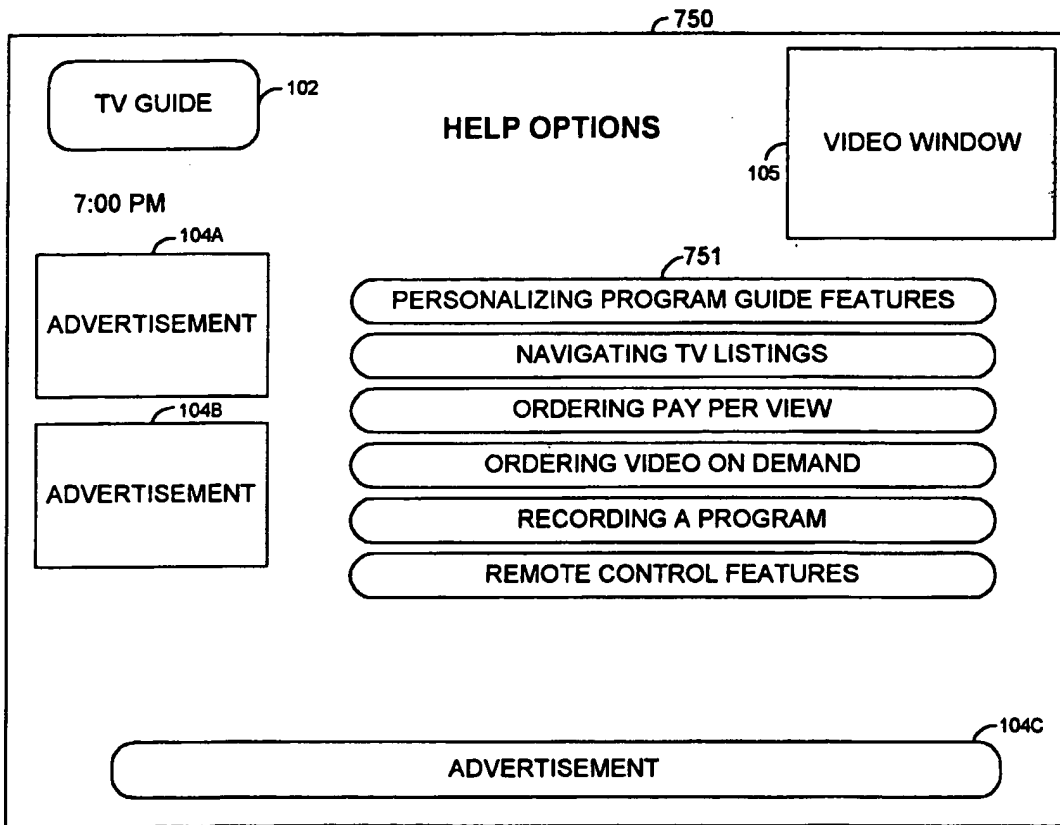 750
TV GUIDE
102
HELP OPTIONS
VIDEO WINDOW
105
7:00 PM
104A
ADVERTISEMENT
751
PERSONALIZING PROGRAM GUIDE FEATURES
NAVIGATING TV LISTINGS
104B
ADVERTISEMENT
ORDERING PAY PER VIEW
ORDERING VIDEO ON DEMAND
RECORDING A PROGRAM
REMOTE CONTROL FEATURES
104C
ADVERTISEMENT